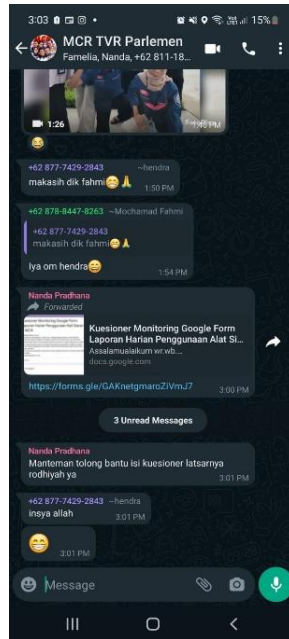 3:03
15%
MCR TVR Parlemen
Famelia, Nanda, +62 811-18...
1:26
1:46 PM
+62 877-7429-2843 ~hendra
makasih dik fahmi
1:50 PM
+62 878-8447-8263 ~Mochamad Fahmi
+62 877-7429-2843
makasih dik fahmi
Iya om hendra
1:54 PM
Nanda Pradhana
Forwarded
Kuesioner Monitoring Google Form
Laporan Harian Penggunaan Alat Si...
Assalamualaikum wr.wb....
docs.google.com
https://forms.gle/GAKnetgmaroZiVmJ7
3:00 PM
3 Unread Messages
Nanda Pradhana
Manteman tolong bantu isi kuesioner latsarnya
rodhiyah ya
3:01 PM
+62 877-7429-2843 ~hendra
insya allah
3:01 PM
3:01 PM
Message